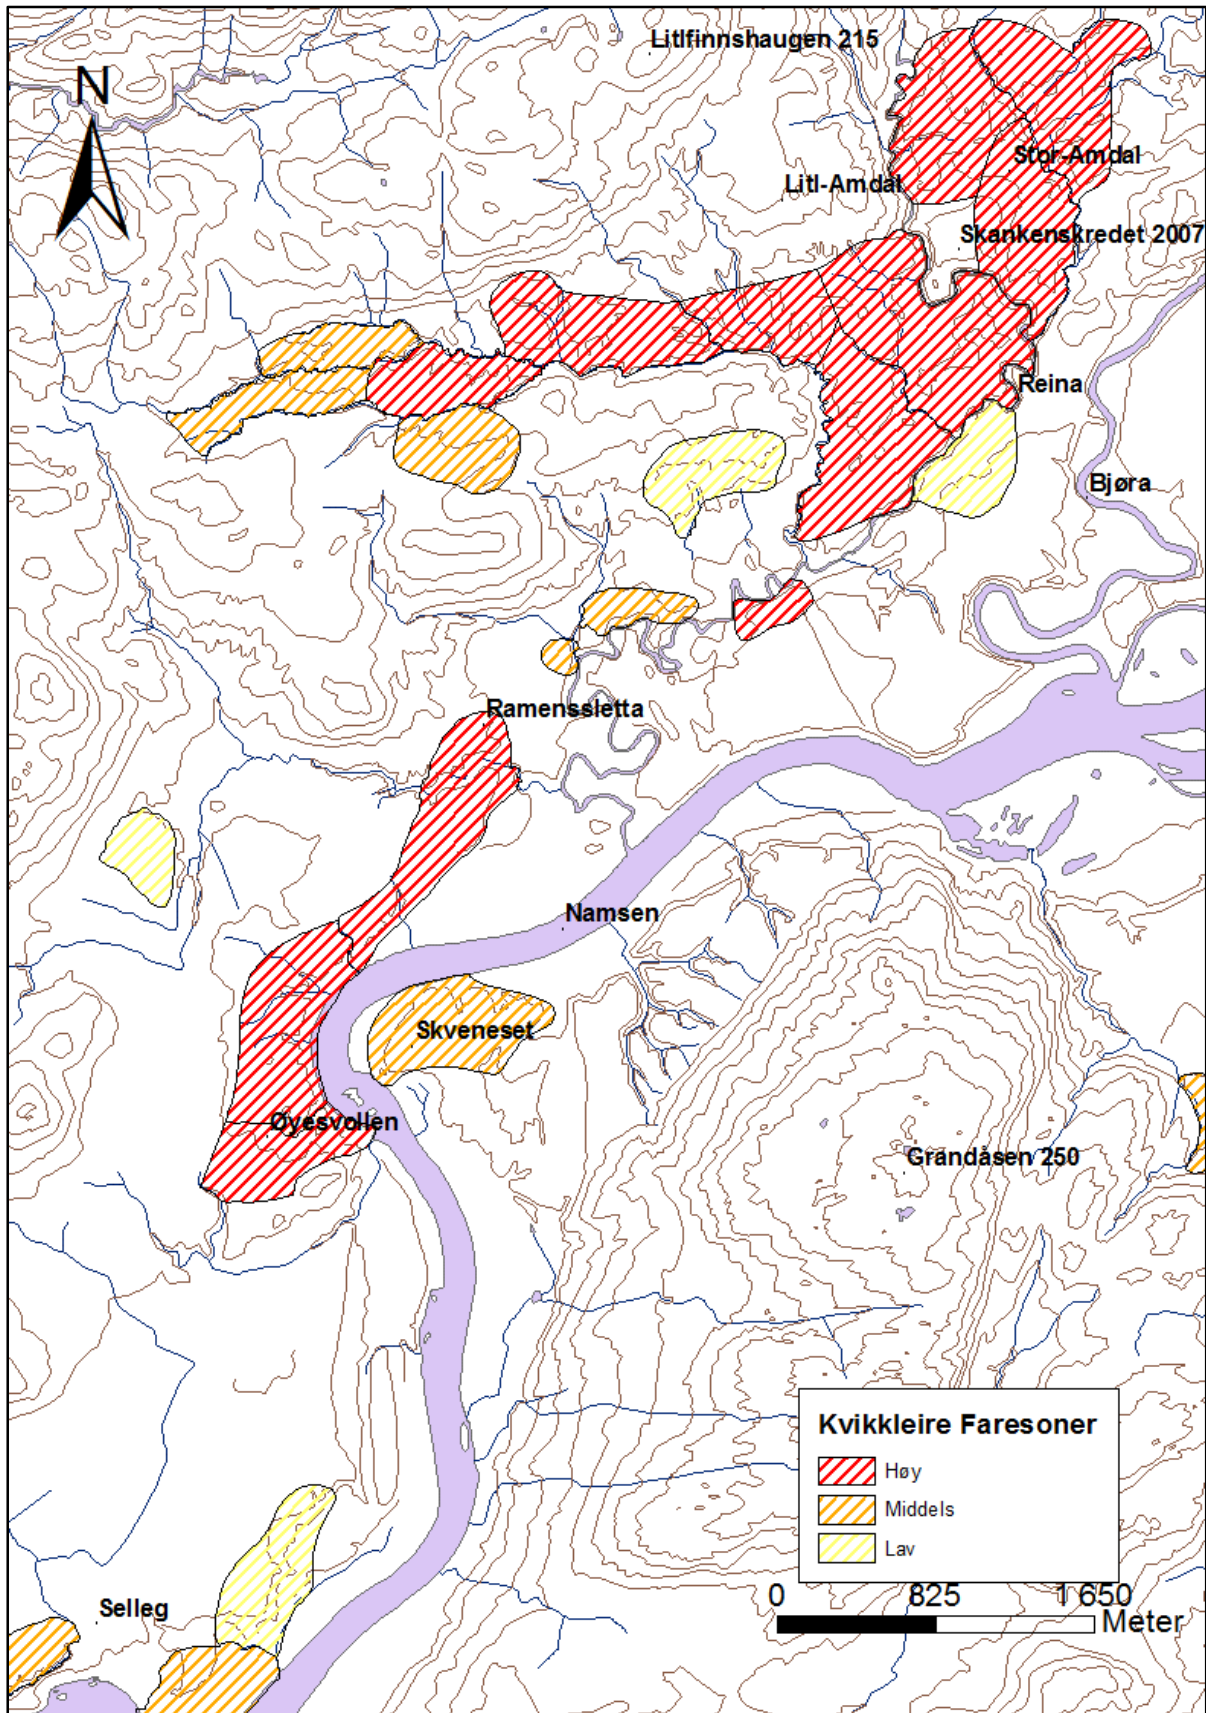 Litlfinnshaugen 215
N
Stor-Amdal
Litl-Amdal
Skankenskredet 2007
Reina
Bjøra
Ramenssletta
Namsen
Skveneset
Øyesvollen
Grandåsen 250
Kvikkleire Faresoner
Høy
Middels
Lav
0 825 1 650
Meter
Selleg